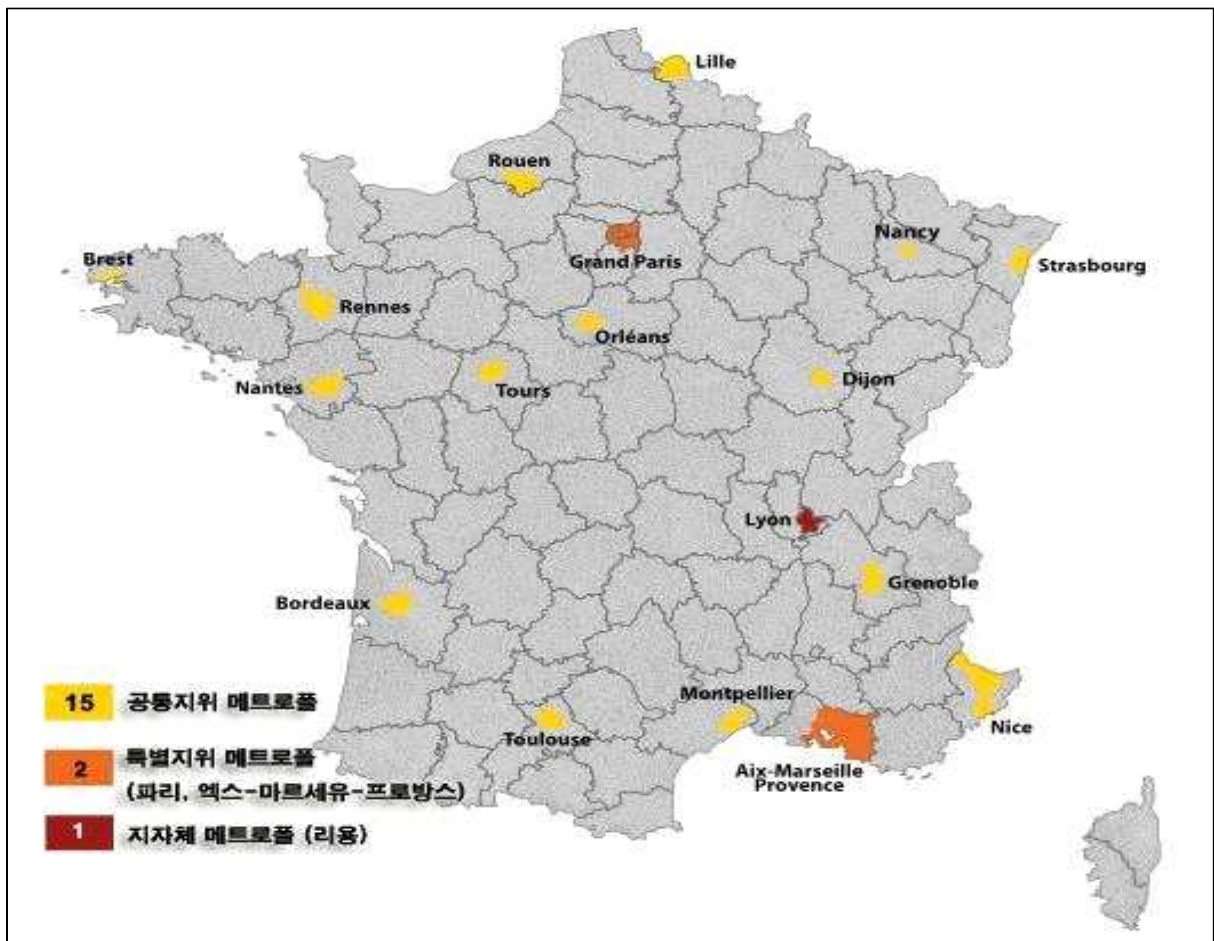 Lille
Rouen
Nancy
Grand Paris
Strasbourg
Brest
Rennes
Orléans
Nantes
Tours
Dijon
Lyon
Grenoble
Bordeaux
Montpellier
Nice
Toulouse
Aix-Marseille
Provence
15 공통지위 메트로폴
2 특별지위 메트로폴
(파리, 엑스-마르세유-프로방스)
1 지자체 메트로폴 (리용)